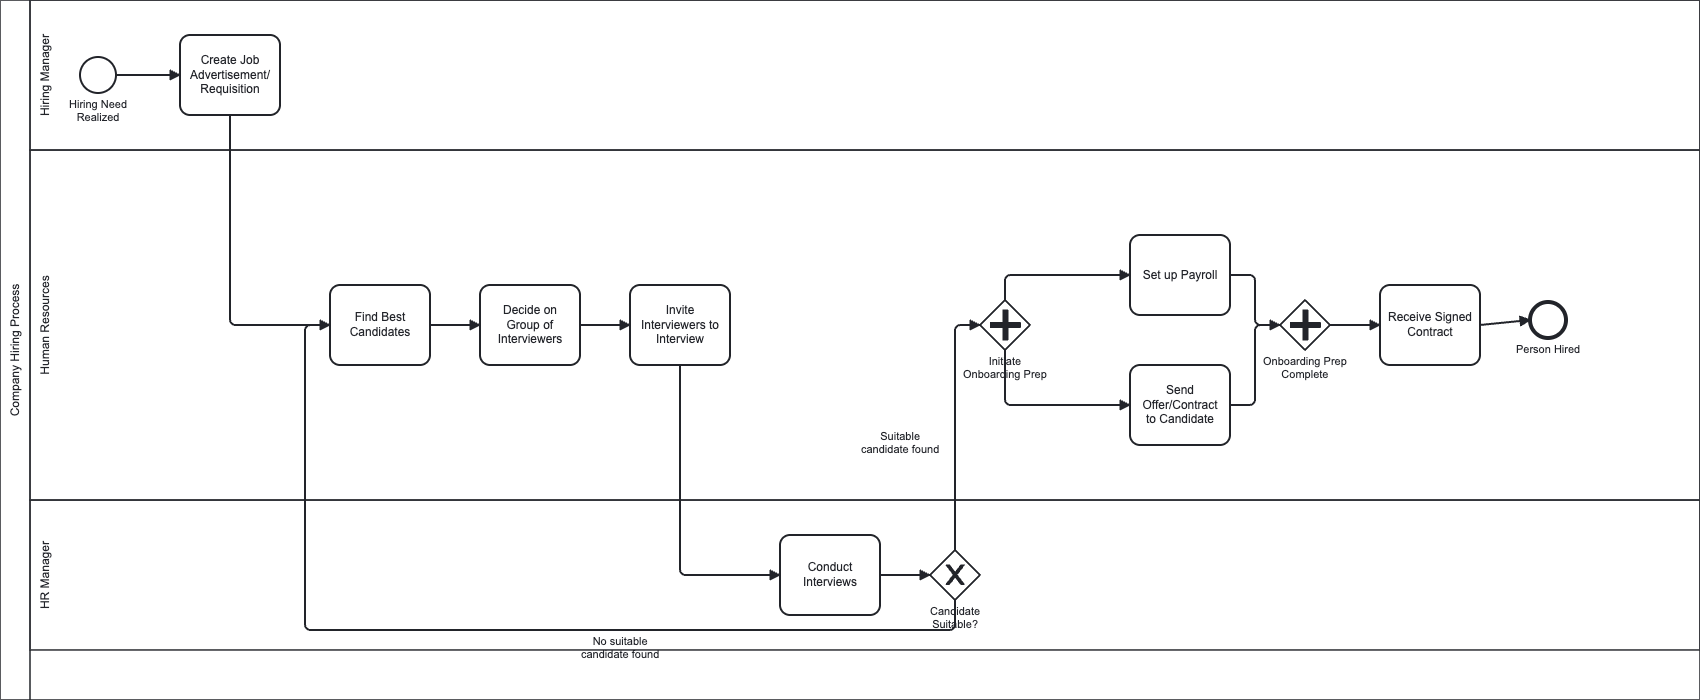 Company Hiring Process
Hiring Manager
Hiring Need
Realized
Create Job
Advertisement/
Requisition
Human Resources
Find Best
Candidates
Decide on
Group of
Interviewers
Invite
Interviewers to
Interview
Suitable
candidate found
Initiate
Onboarding Prep
Set up Payroll
Send
Offer/Contract
to Candidate
Onboarding Prep
Complete
Receive Signed
Contract
Person Hired
HR Manager
Conduct
Interviews
X
Candidate
Suitable?
No suitable
candidate found